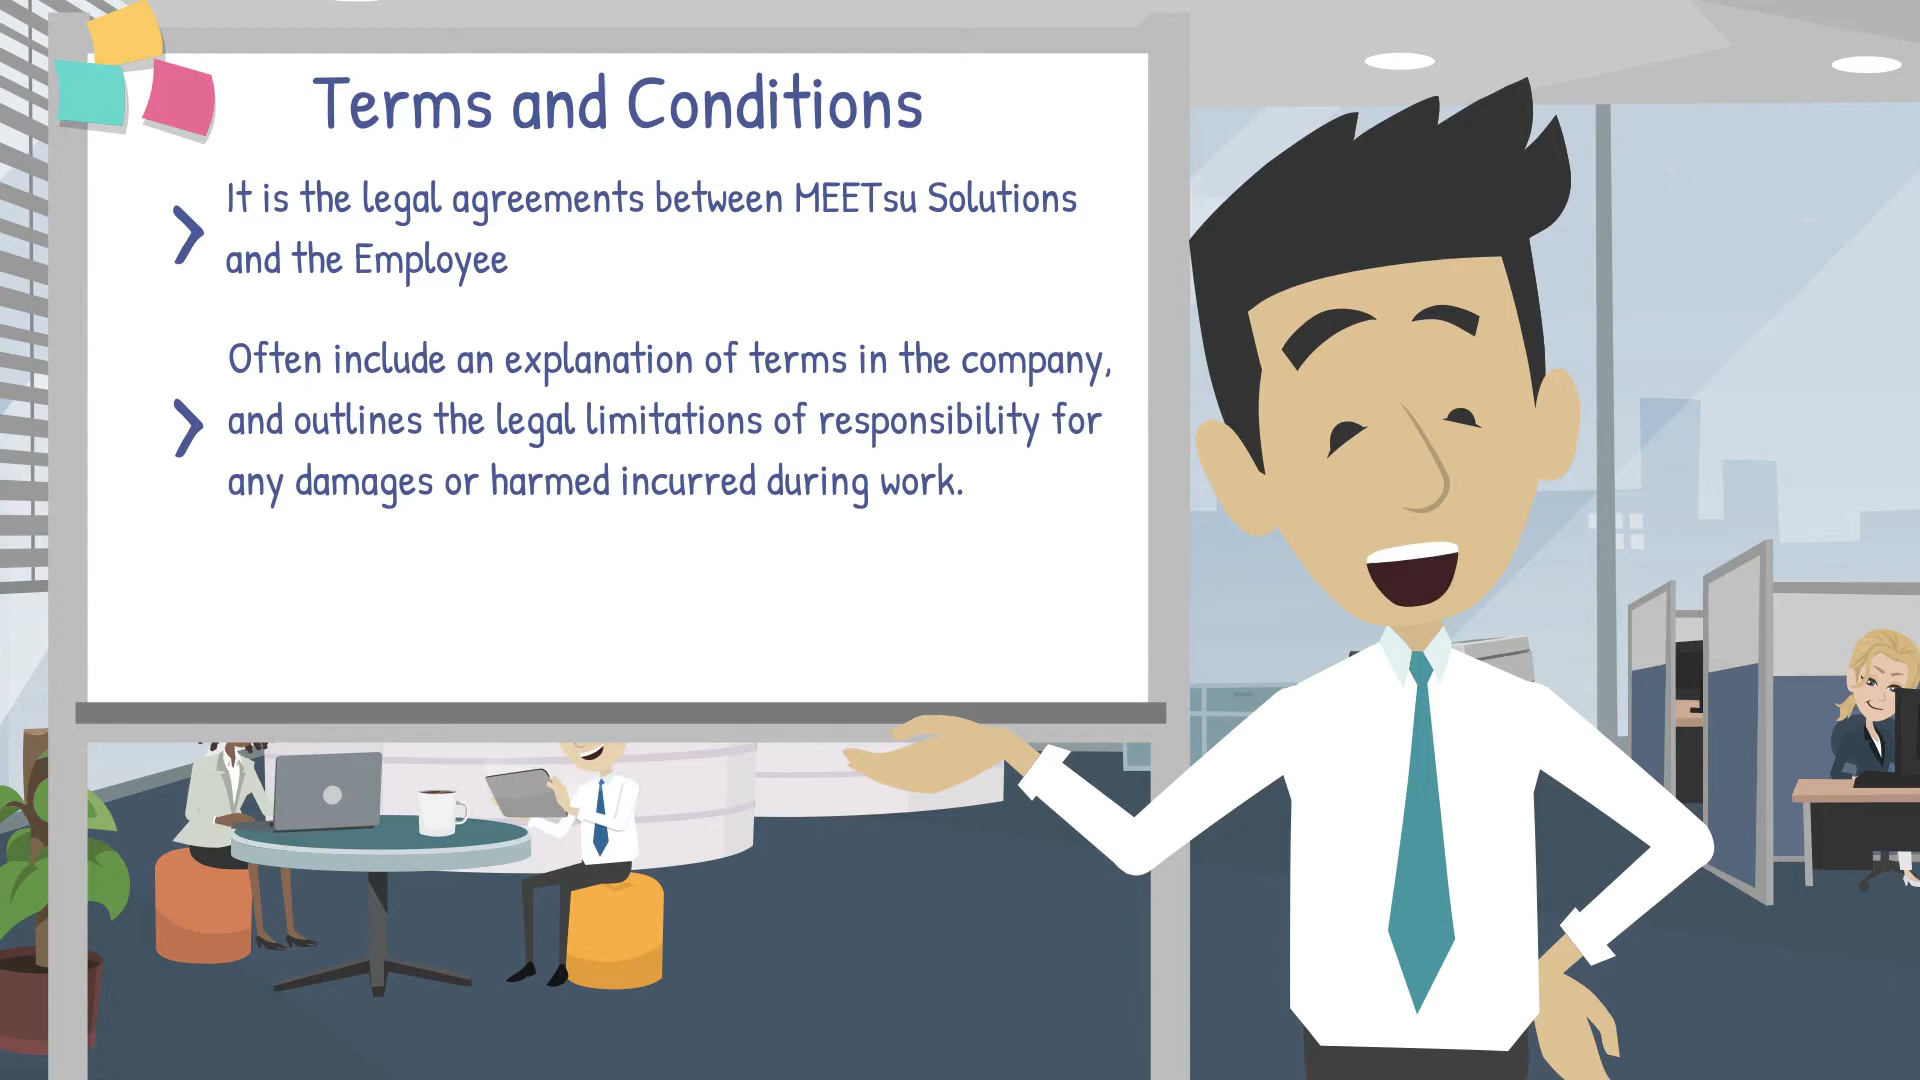 Terms and Conditions
It is the legal agreements between MEETsu Solutions
and the Employee
Often include an explanation of terms in the company,
and outlines the legal limitations of responsibility for
any damages or harmed incurred during work.